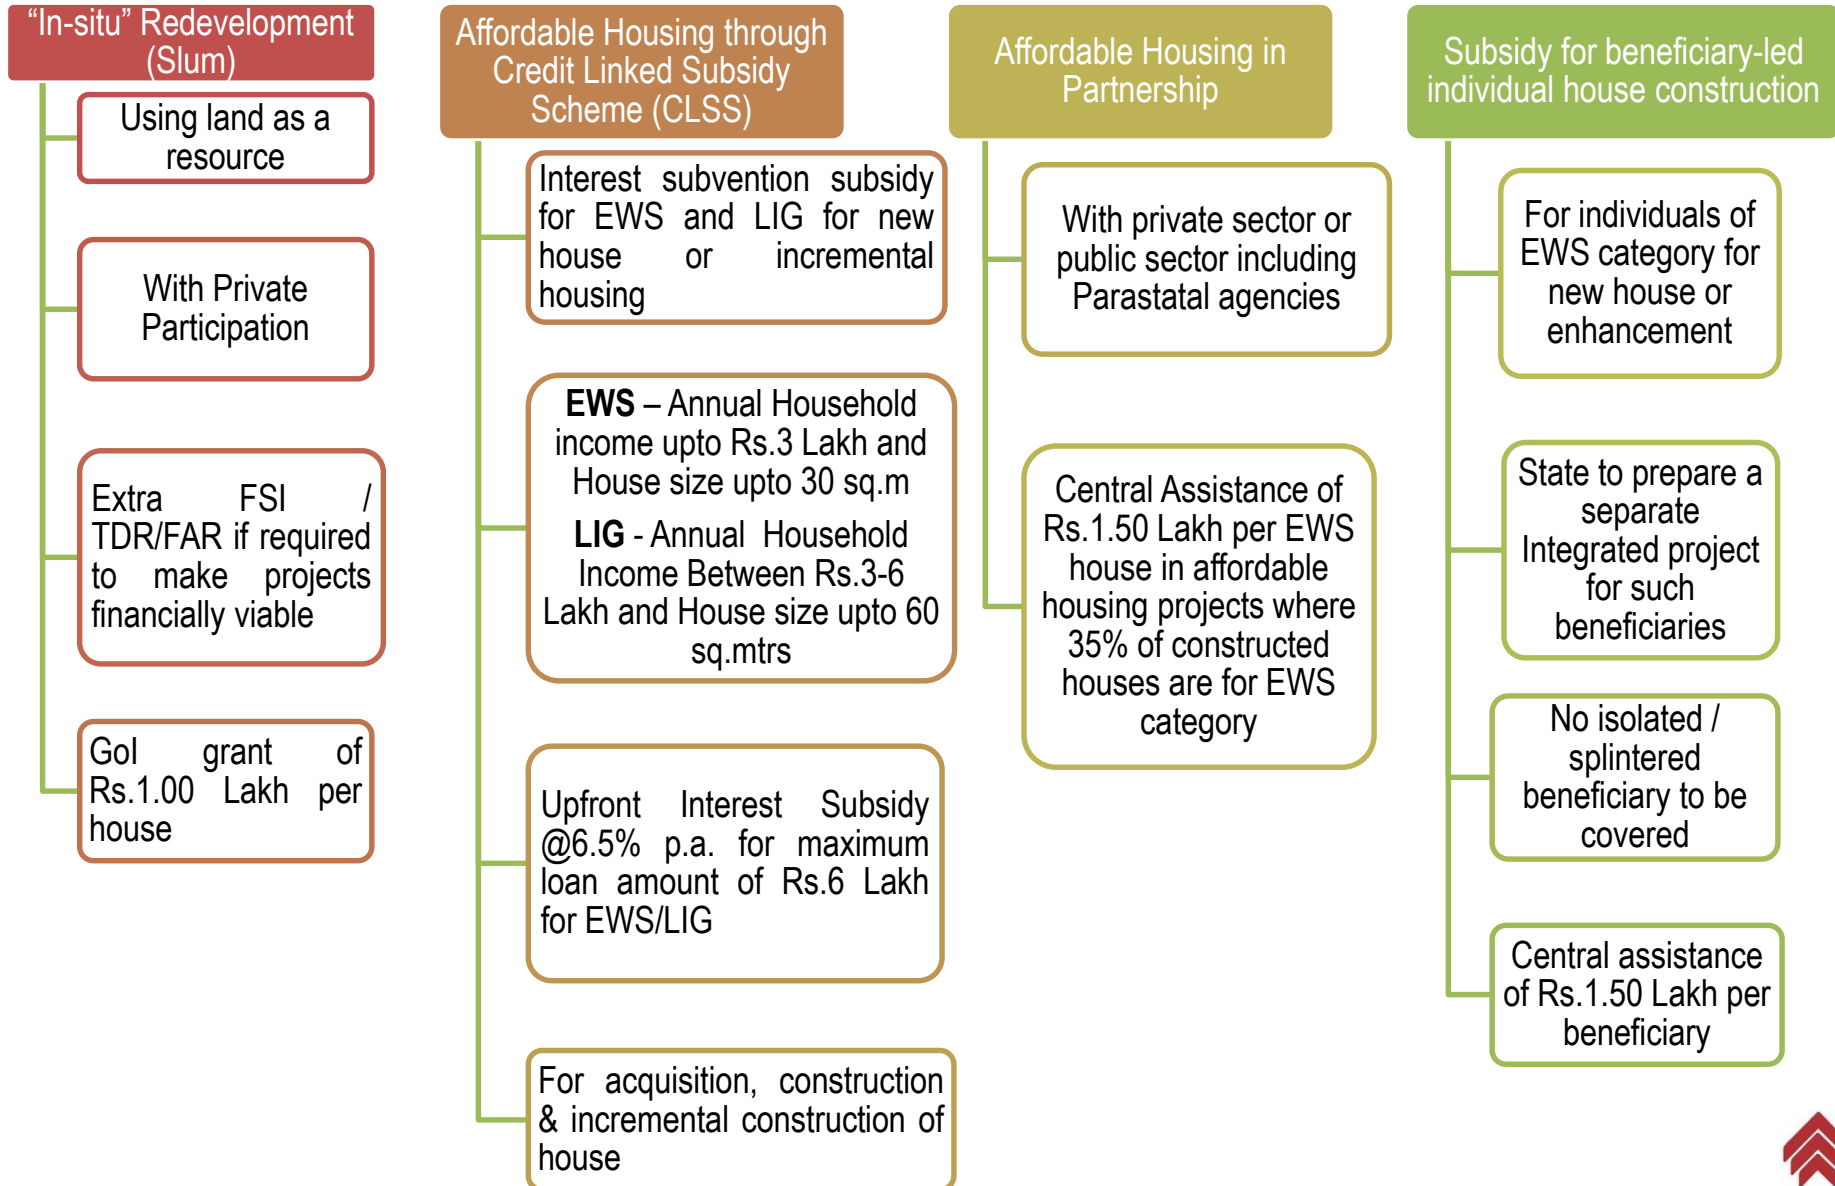 “In-situ” Redevelopment
(Slum)
Using land as a
resource
With Private
Participation
Extra FSI /
TDR/FAR if required
to make projects
financially viable
GoI grant of
Rs.1.00 Lakh per
house
Affordable Housing through
Credit Linked Subsidy
Scheme (CLSS)
Interest subvention subsidy
for EWS and LIG for new
house or incremental
housing
EWS – Annual Household
income upto Rs.3 Lakh and
House size upto 30 sq.m
LIG - Annual Household
Income Between Rs.3-6
Lakh and House size upto 60
sq.mtrs
Upfront Interest Subsidy
@6.5% p.a. for maximum
loan amount of Rs.6 Lakh
for EWS/LIG
For acquisition, construction
& incremental construction of
house
Affordable Housing in
Partnership
With private sector or
public sector including
Parastatal agencies
Central Assistance of
Rs.1.50 Lakh per EWS
house in affordable
housing projects where
35% of constructed
houses are for EWS
category
Subsidy for beneficiary-led
individual house construction
For individuals of
EWS category for
new house or
enhancement
State to prepare a
separate
Integrated project
for such
beneficiaries
No isolated /
splintered
beneficiary to be
covered
Central assistance
of Rs.1.50 Lakh per
beneficiary